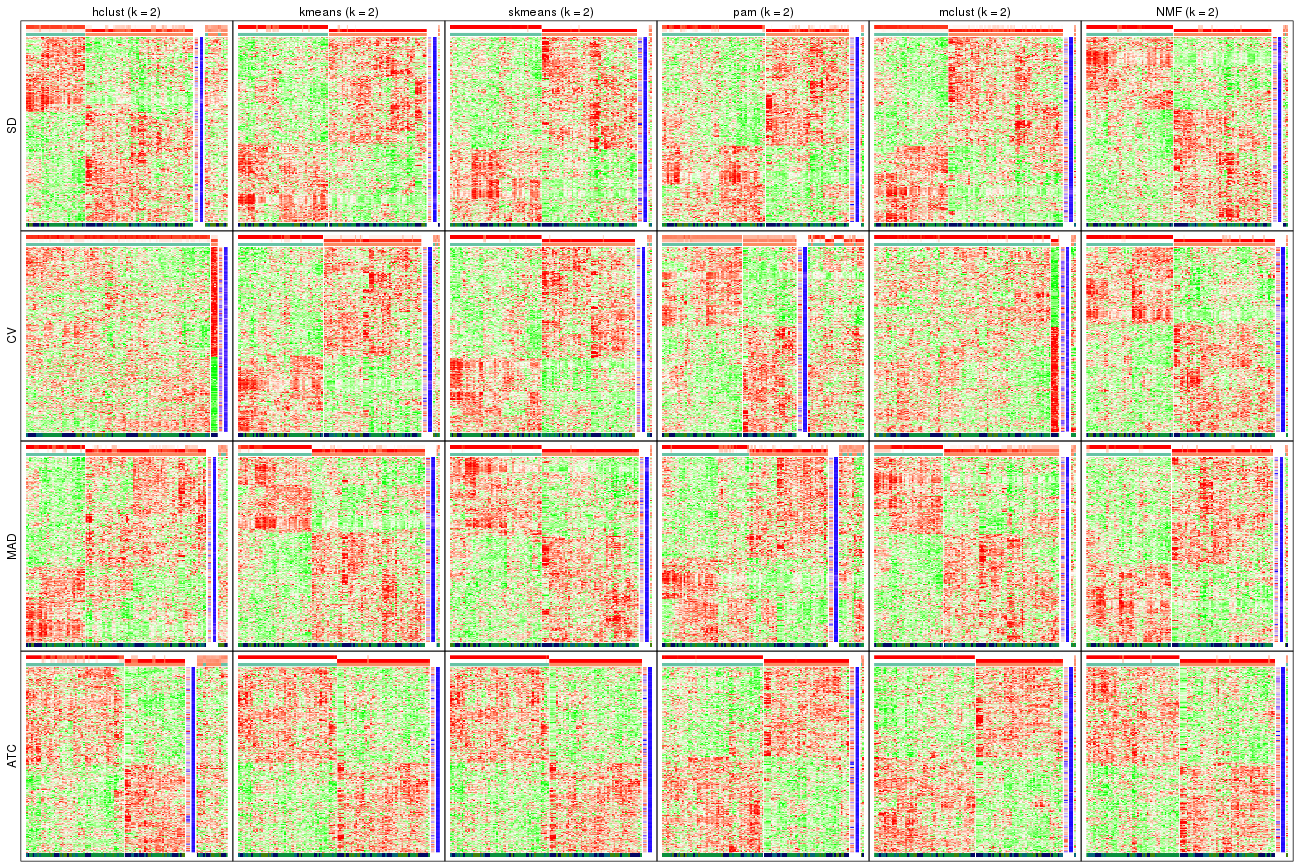 hclust (k = 2) kmeans (k = 2) skmeans (k = 2) pam (k = 2) mclust (k = 2) NMF (k = 2)
SD
CV
MAD
ATC